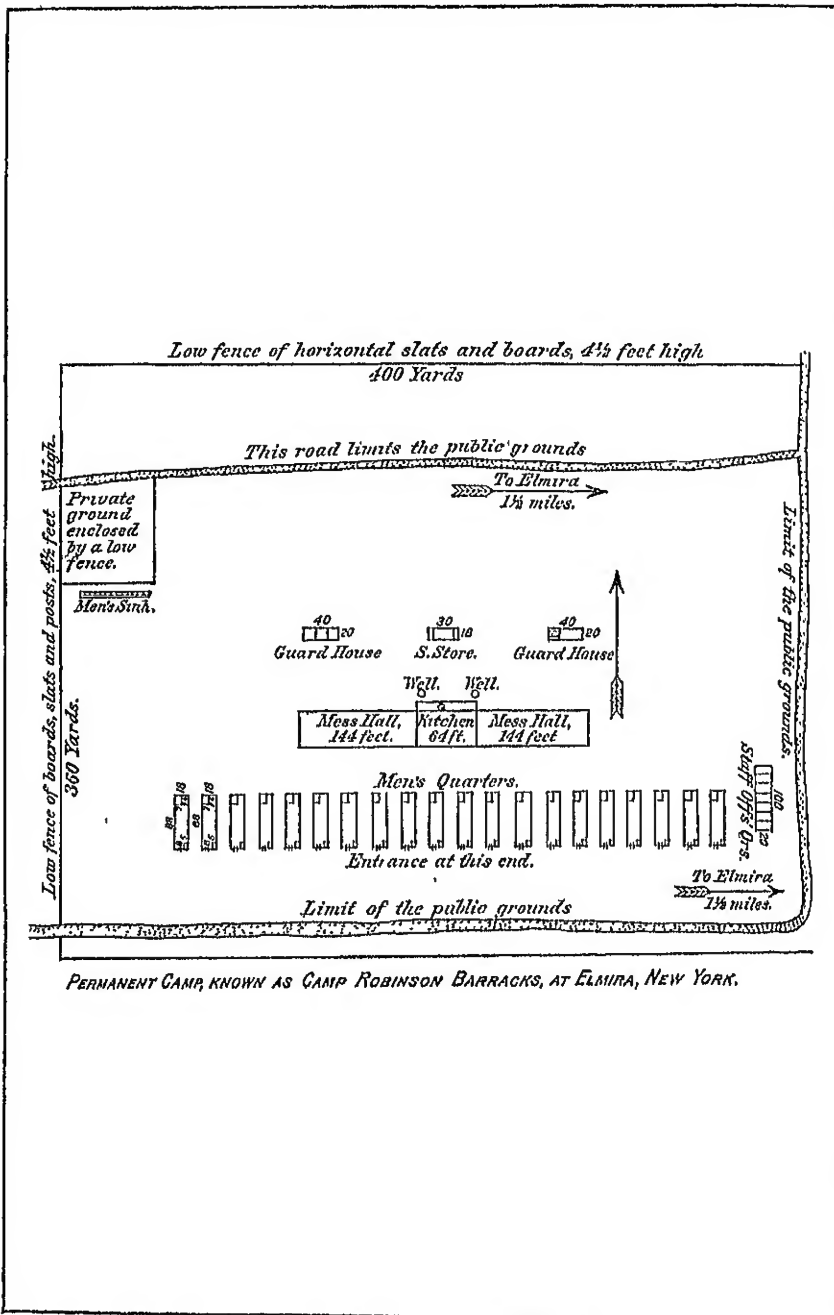 Low fence of horizontal slats and boards, 4½ feet high
400 Yards
Low fence of boards, slats and posts, 4½ feet high.
360 Yards.
This road limits the public grounds
To Elmira
1½ miles.
Private
ground
enclosed
by a low
fence.
Men's Sink.
Limit of the public grounds.
40
20
Guard House
30
18
S. Store.
40
20
Guard House
Well.
Well.
Mess Hall,
144 feet.
Kitchen
64 ft.
Mess Hall,
144 feet
Men's Quarters.
88
18
88
18
Entrance at this end.
Staff Off's Qrs.
100
20
To Elmira
1½ miles.
Limit of the public grounds
PERMANENT CAMP, KNOWN AS CAMP ROBINSON BARRACKS, AT ELMIRA, NEW YORK.